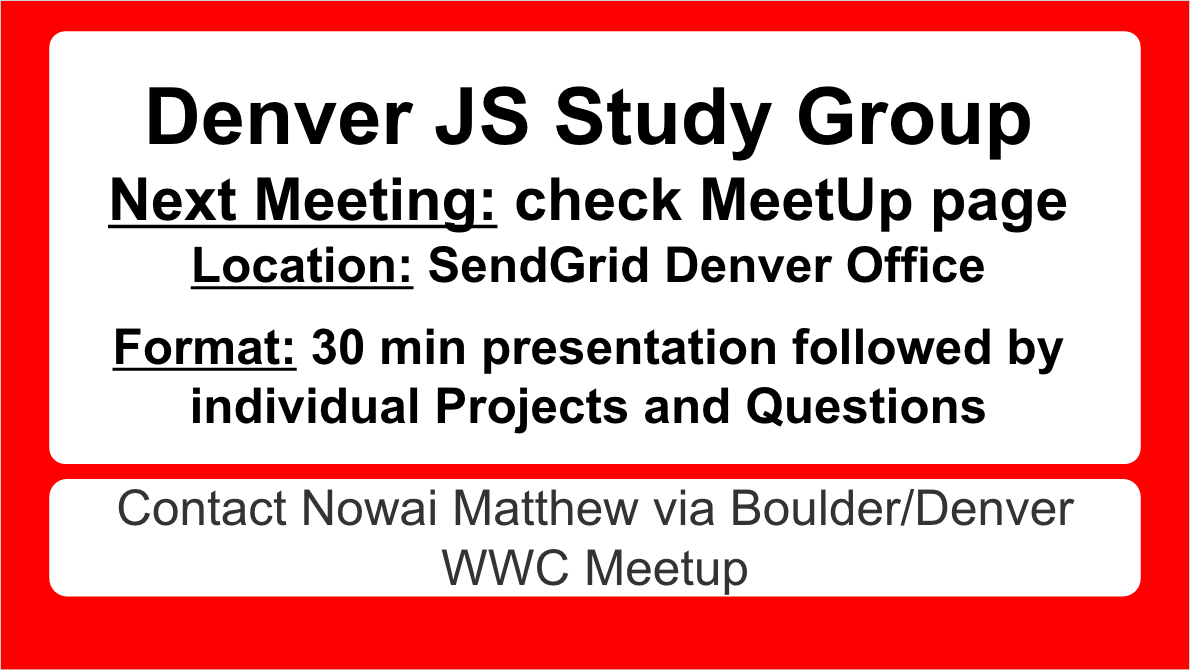 Denver JS Study Group
Next Meeting: check MeetUp page
Location: SendGrid Denver Office
Format: 30 min presentation followed by
individual Projects and Questions
Contact Nowai Matthew via Boulder/Denver
WWC Meetup